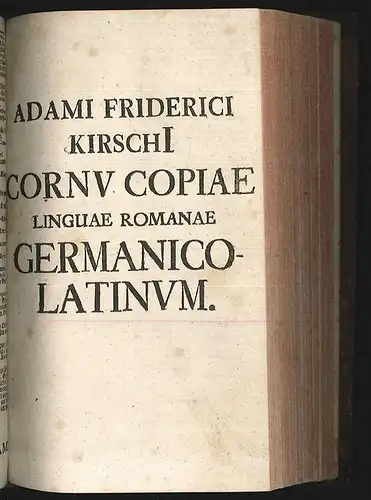 ADAMI FRIDERICI
KIRSCHI
CORNV COPIAE
LINGUAE ROMANAE
GERMANICO-
LATINVM.